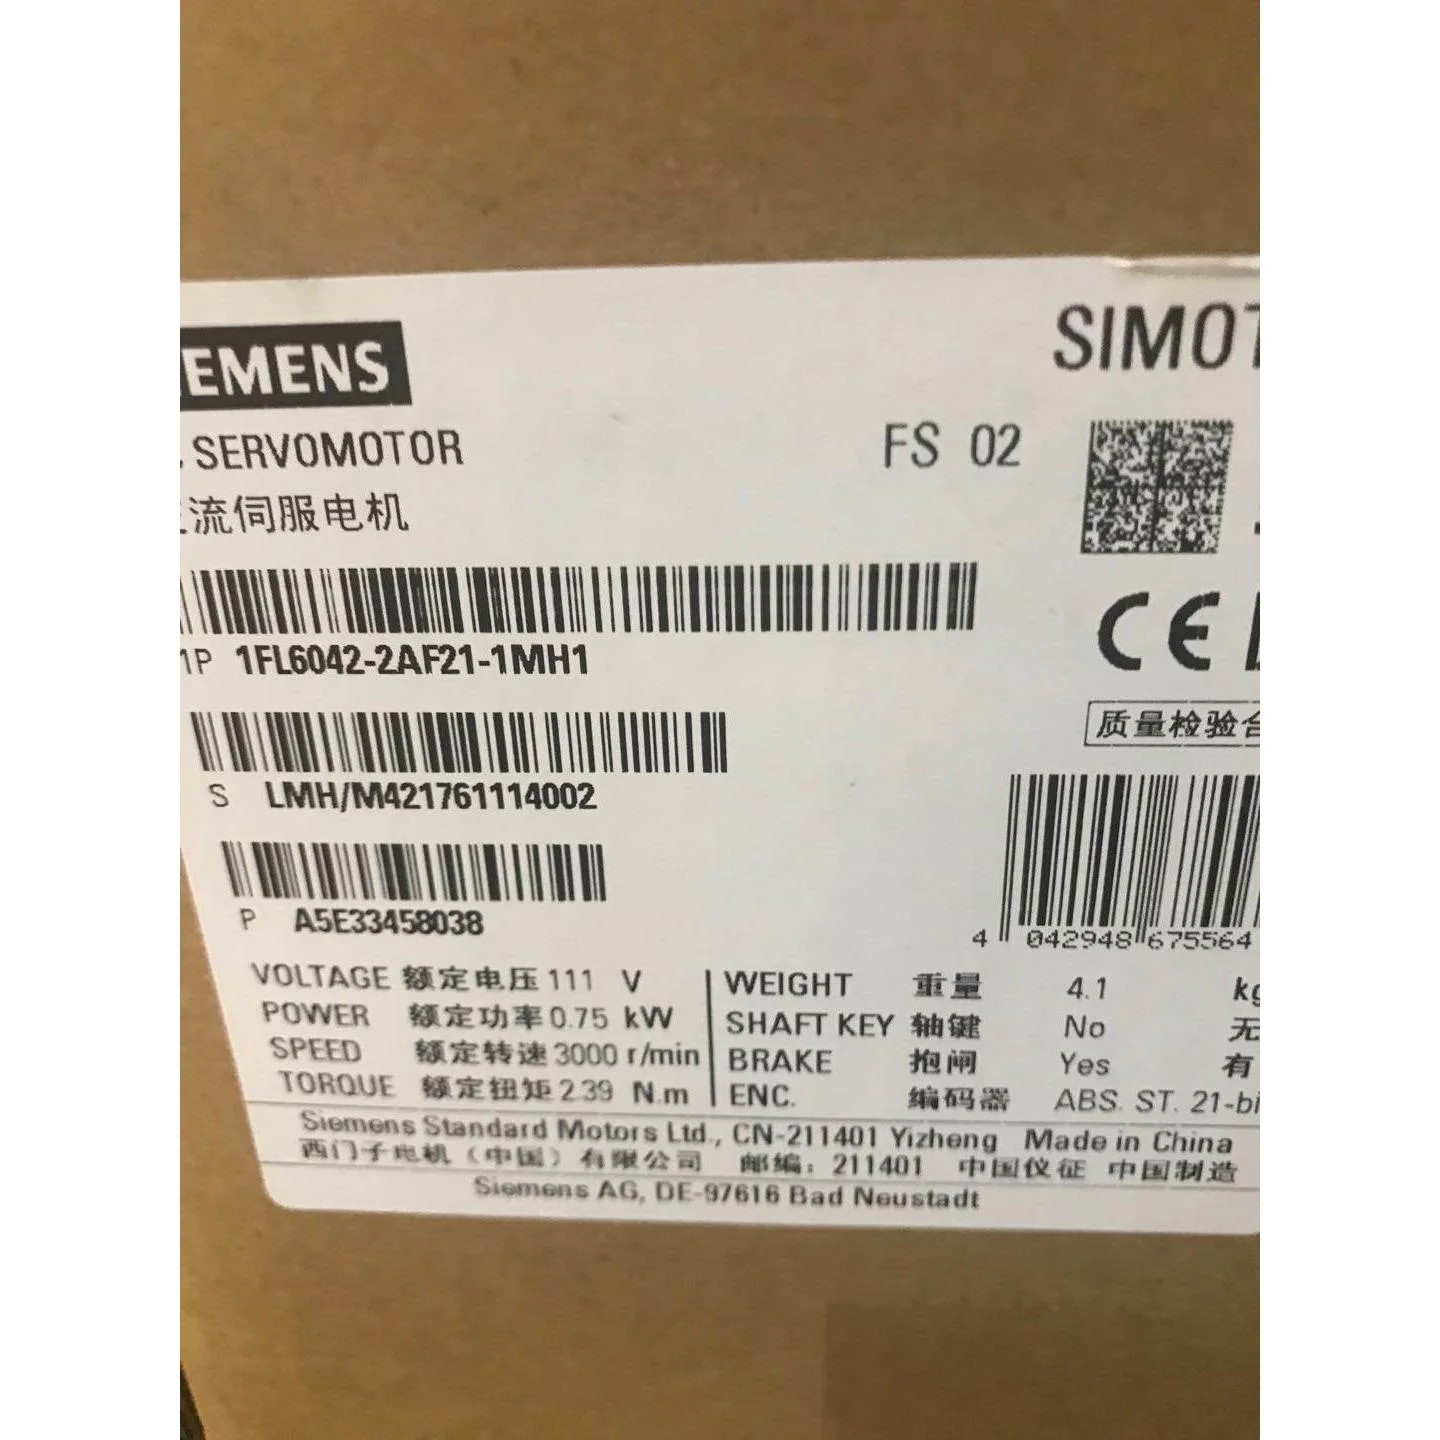 IEMENS
SIMOT
SERVOMOTOR
FS 02
流伺服电机
1P 1FL6042-2AF21-1MH1
CE
质量检验合
S LMH/M421761114002
P A5E33458038
4 042948 675564
VOLTAGE 额定电压 111 V
POWER 额定功率 0.75 kW
SPEED 额定转速 3000 r/min
TORQUE 额定扭矩 2.39 N.m
WEIGHT 重量 4.1 kg
SHAFT KEY 轴键 No 无
BRAKE 抱闸 Yes 有
ENC. 编码器 ABS. ST. 21-bi
Siemens Standard Motors Ltd., CN-211401 Yizheng Made in China
西门子电机（中国）有限公司 邮编：211401 中国仪征 中国制造
Siemens AG, DE-97616 Bad Neustadt